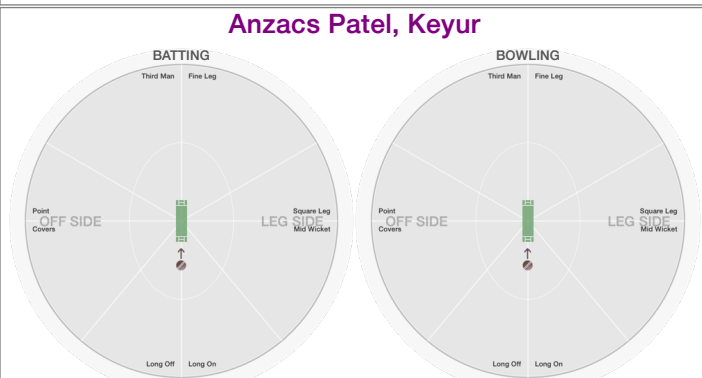 Anzacs Patel, Keyur
BATTING
Third Man
Fine Leg
Point
OFF SIDE
Covers
Square Leg
LEG SIDE
Mid Wicket
Long Off
Long On
BOWLING
Third Man
Fine Leg
Point
OFF SIDE
Covers
Square Leg
LEG SIDE
Mid Wicket
Long Off
Long On